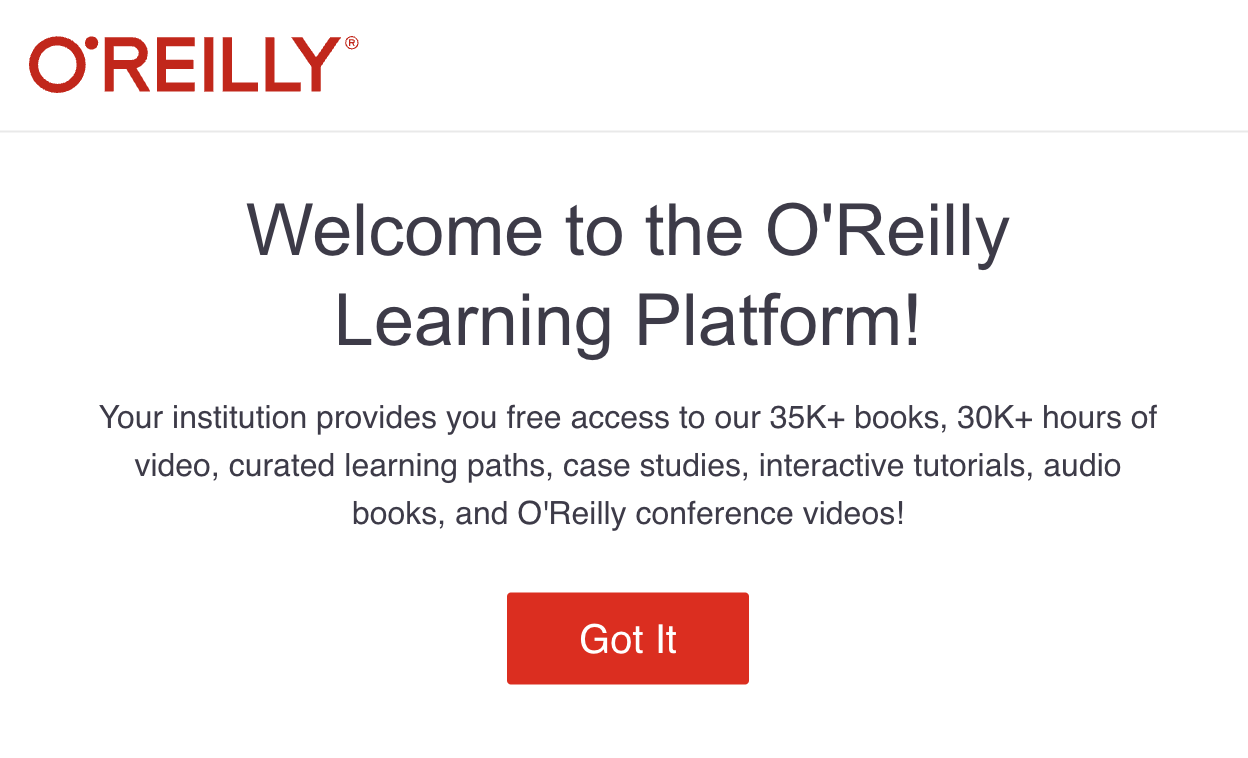 O'REILLY®
Welcome to the O'Reilly
Learning Platform!
Your institution provides you free access to our 35K+ books, 30K+ hours of
video, curated learning paths, case studies, interactive tutorials, audio
books, and O'Reilly conference videos!
Got It